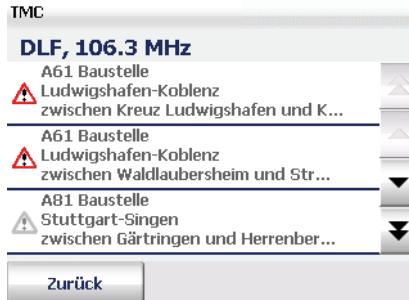 TMC
DLF, 106.3 MHz
A61 Baustelle
Ludwigshafen-Koblenz
zwischen Kreuz Ludwigshafen und K...
A61 Baustelle
Ludwigshafen-Koblenz
zwischen Waldlaubersheim und Str...
A81 Baustelle
Stuttgart-Singen
zwischen Gärtringen und Herrenber...
Zurück